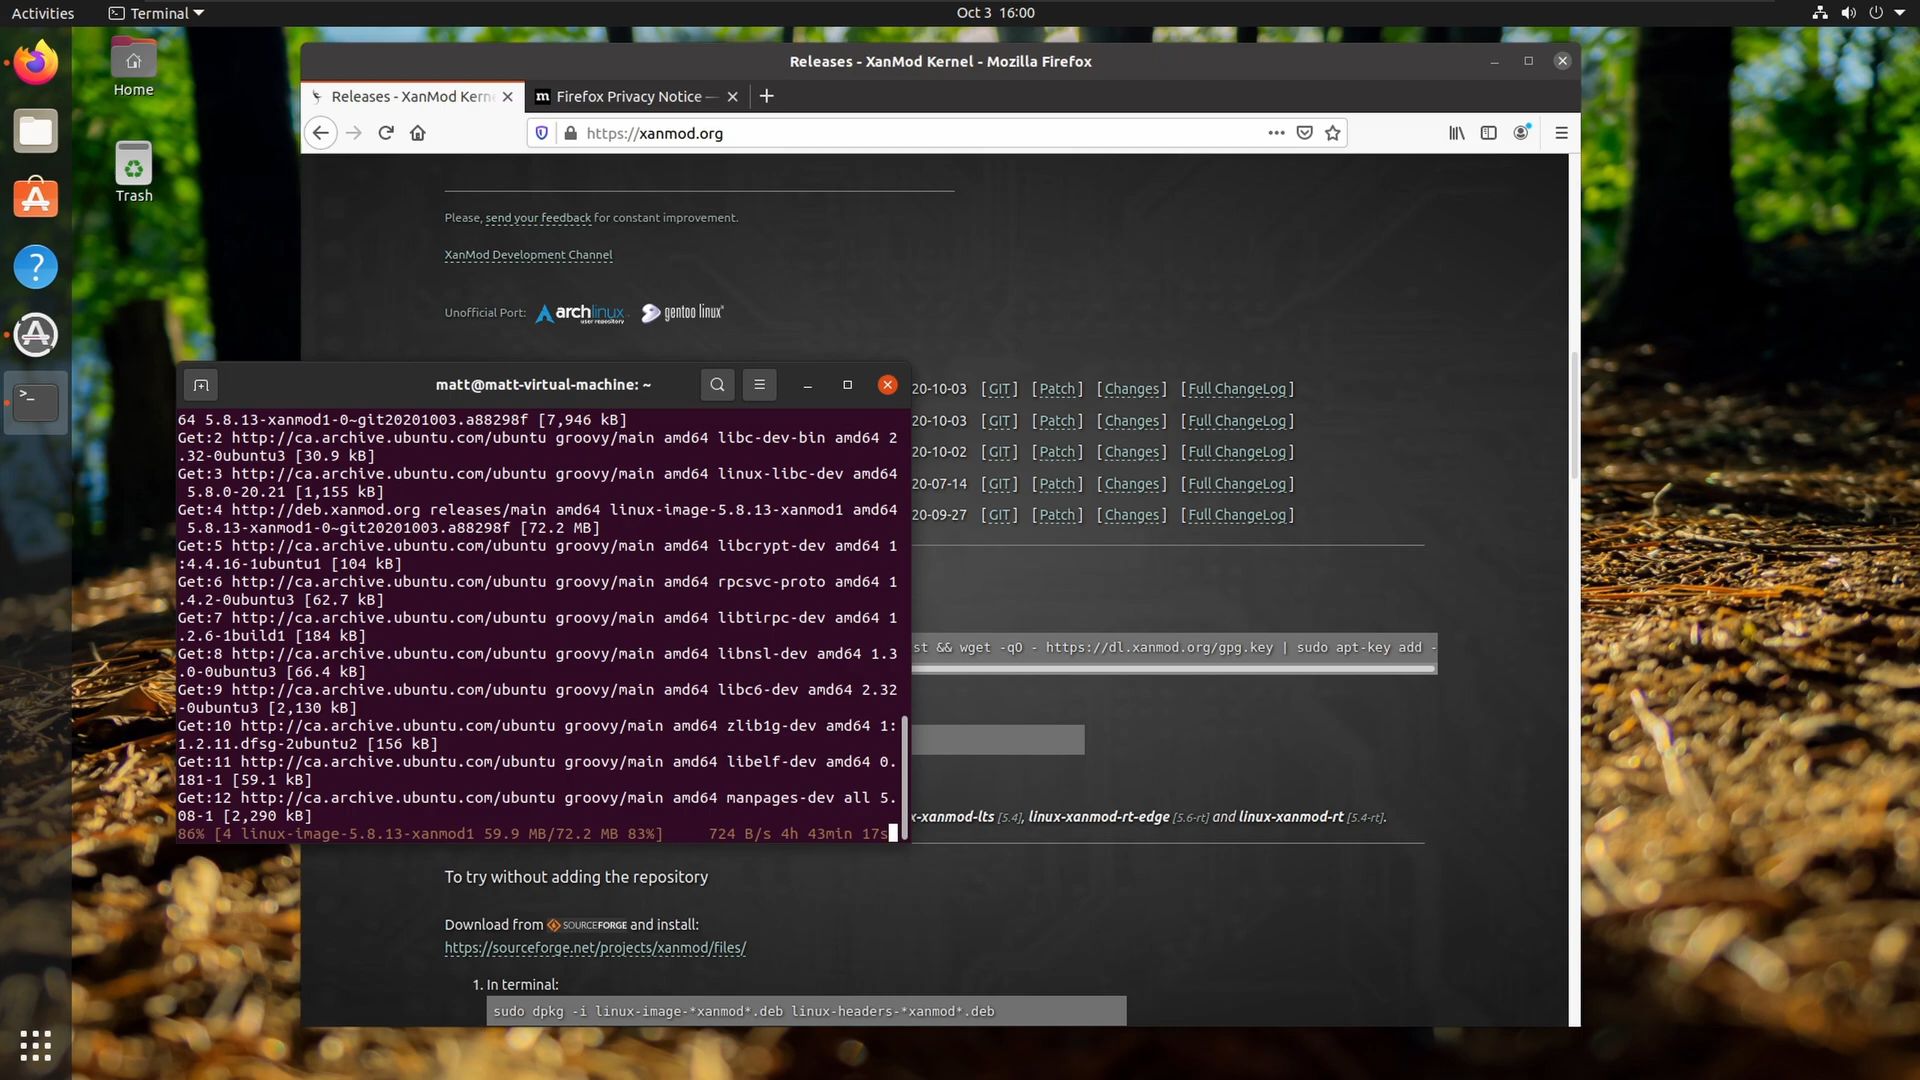 Activities
Terminal
Oct 3 16:00
Home
Trash
Releases - XanMod Kernel - Mozilla Firefox
Releases - XanMod Kern
Firefox Privacy Notice —
https://xanmod.org
Please, send your feedback for constant improvement.
XanMod Development Channel
Unofficial Port:
archlinux
user repository
gentoo linux
20-10-03 [GIT] [Patch] [Changes] [Full ChangeLog]
20-10-03 [GIT] [Patch] [Changes] [Full ChangeLog]
20-10-02 [GIT] [Patch] [Changes] [Full ChangeLog]
20-07-14 [GIT] [Patch] [Changes] [Full ChangeLog]
20-09-27 [GIT] [Patch] [Changes] [Full ChangeLog]
st && wget -qO - https://dl.xanmod.org/gpg.key | sudo apt-key add -
x-xanmod-lts [5.4], linux-xanmod-rt-edge [5.6-rt] and linux-xanmod-rt [5.4-rt].
matt@matt-virtual-machine: ~
64 5.8.13-xanmod1-0~git20201003.a88298f [7,946 kB]
Get:2 http://ca.archive.ubuntu.com/ubuntu groovy/main amd64 libc-dev-bin amd64 2
.32-0ubuntu3 [30.9 kB]
Get:3 http://ca.archive.ubuntu.com/ubuntu groovy/main amd64 linux-libc-dev amd64
5.8.0-20.21 [1,155 kB]
Get:4 http://deb.xanmod.org releases/main amd64 linux-image-5.8.13-xanmod1 amd64
5.8.13-xanmod1-0~git20201003.a88298f [72.2 MB]
Get:5 http://ca.archive.ubuntu.com/ubuntu groovy/main amd64 libcrypt-dev amd64 1
:4.4.16-1ubuntu1 [104 kB]
Get:6 http://ca.archive.ubuntu.com/ubuntu groovy/main amd64 rpcsvc-proto amd64 1
.4.2-0ubuntu3 [62.7 kB]
Get:7 http://ca.archive.ubuntu.com/ubuntu groovy/main amd64 libtirpc-dev amd64 1
.2.6-1build1 [184 kB]
Get:8 http://ca.archive.ubuntu.com/ubuntu groovy/main amd64 libnsl-dev amd64 1.3
.0-0ubuntu3 [66.4 kB]
Get:9 http://ca.archive.ubuntu.com/ubuntu groovy/main amd64 libc6-dev amd64 2.32
-0ubuntu3 [2,130 kB]
Get:10 http://ca.archive.ubuntu.com/ubuntu groovy/main amd64 zlib1g-dev amd64 1:
1.2.11.dfsg-2ubuntu2 [156 kB]
Get:11 http://ca.archive.ubuntu.com/ubuntu groovy/main amd64 libelf-dev amd64 0.
181-1 [59.1 kB]
Get:12 http://ca.archive.ubuntu.com/ubuntu groovy/main amd64 manpages-dev all 5.
08-1 [2,290 kB]
86% [4 linux-image-5.8.13-xanmod1 59.9 MB/72.2 MB 83%] 724 B/s 4h 43min 17s
To try without adding the repository
Download from SOURCEFORGE and install:
https://sourceforge.net/projects/xanmod/files/
1. In terminal:
sudo dpkg -i linux-image-*xanmod*.deb linux-headers-*xanmod*.deb